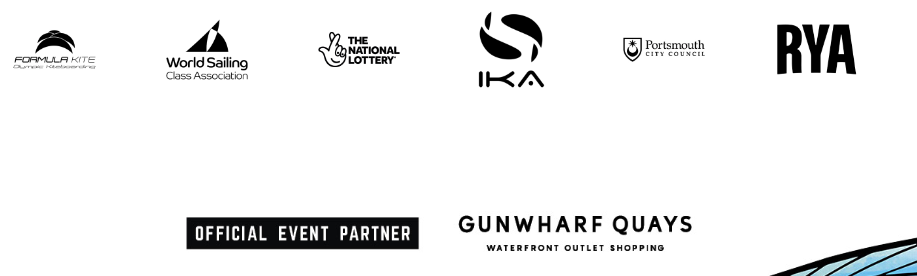 FORMULA KITE
Olympic Kiteboarding
World Sailing
Class Association
THE
NATIONAL
LOTTERY
IKA
Portsmouth
CITY COUNCIL
RYA
OFFICIAL EVENT PARTNER
GUNWHARF QUAYS
WATERFRONT OUTLET SHOPPING